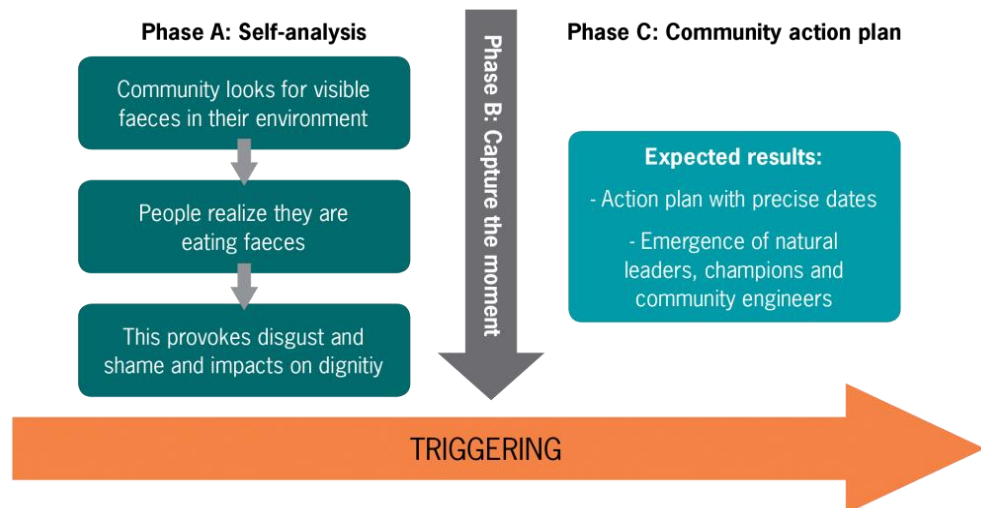 Phase A: Self-analysis
Community looks for visible
faeces in their environment
People realize they are
eating faeces
This provokes disgust and
shame and impacts on dignitiy
Phase B: Capture the moment
Phase C: Community action plan
Expected results:
- Action plan with precise dates
- Emergence of natural
leaders, champions and
community engineers
TRIGGERING